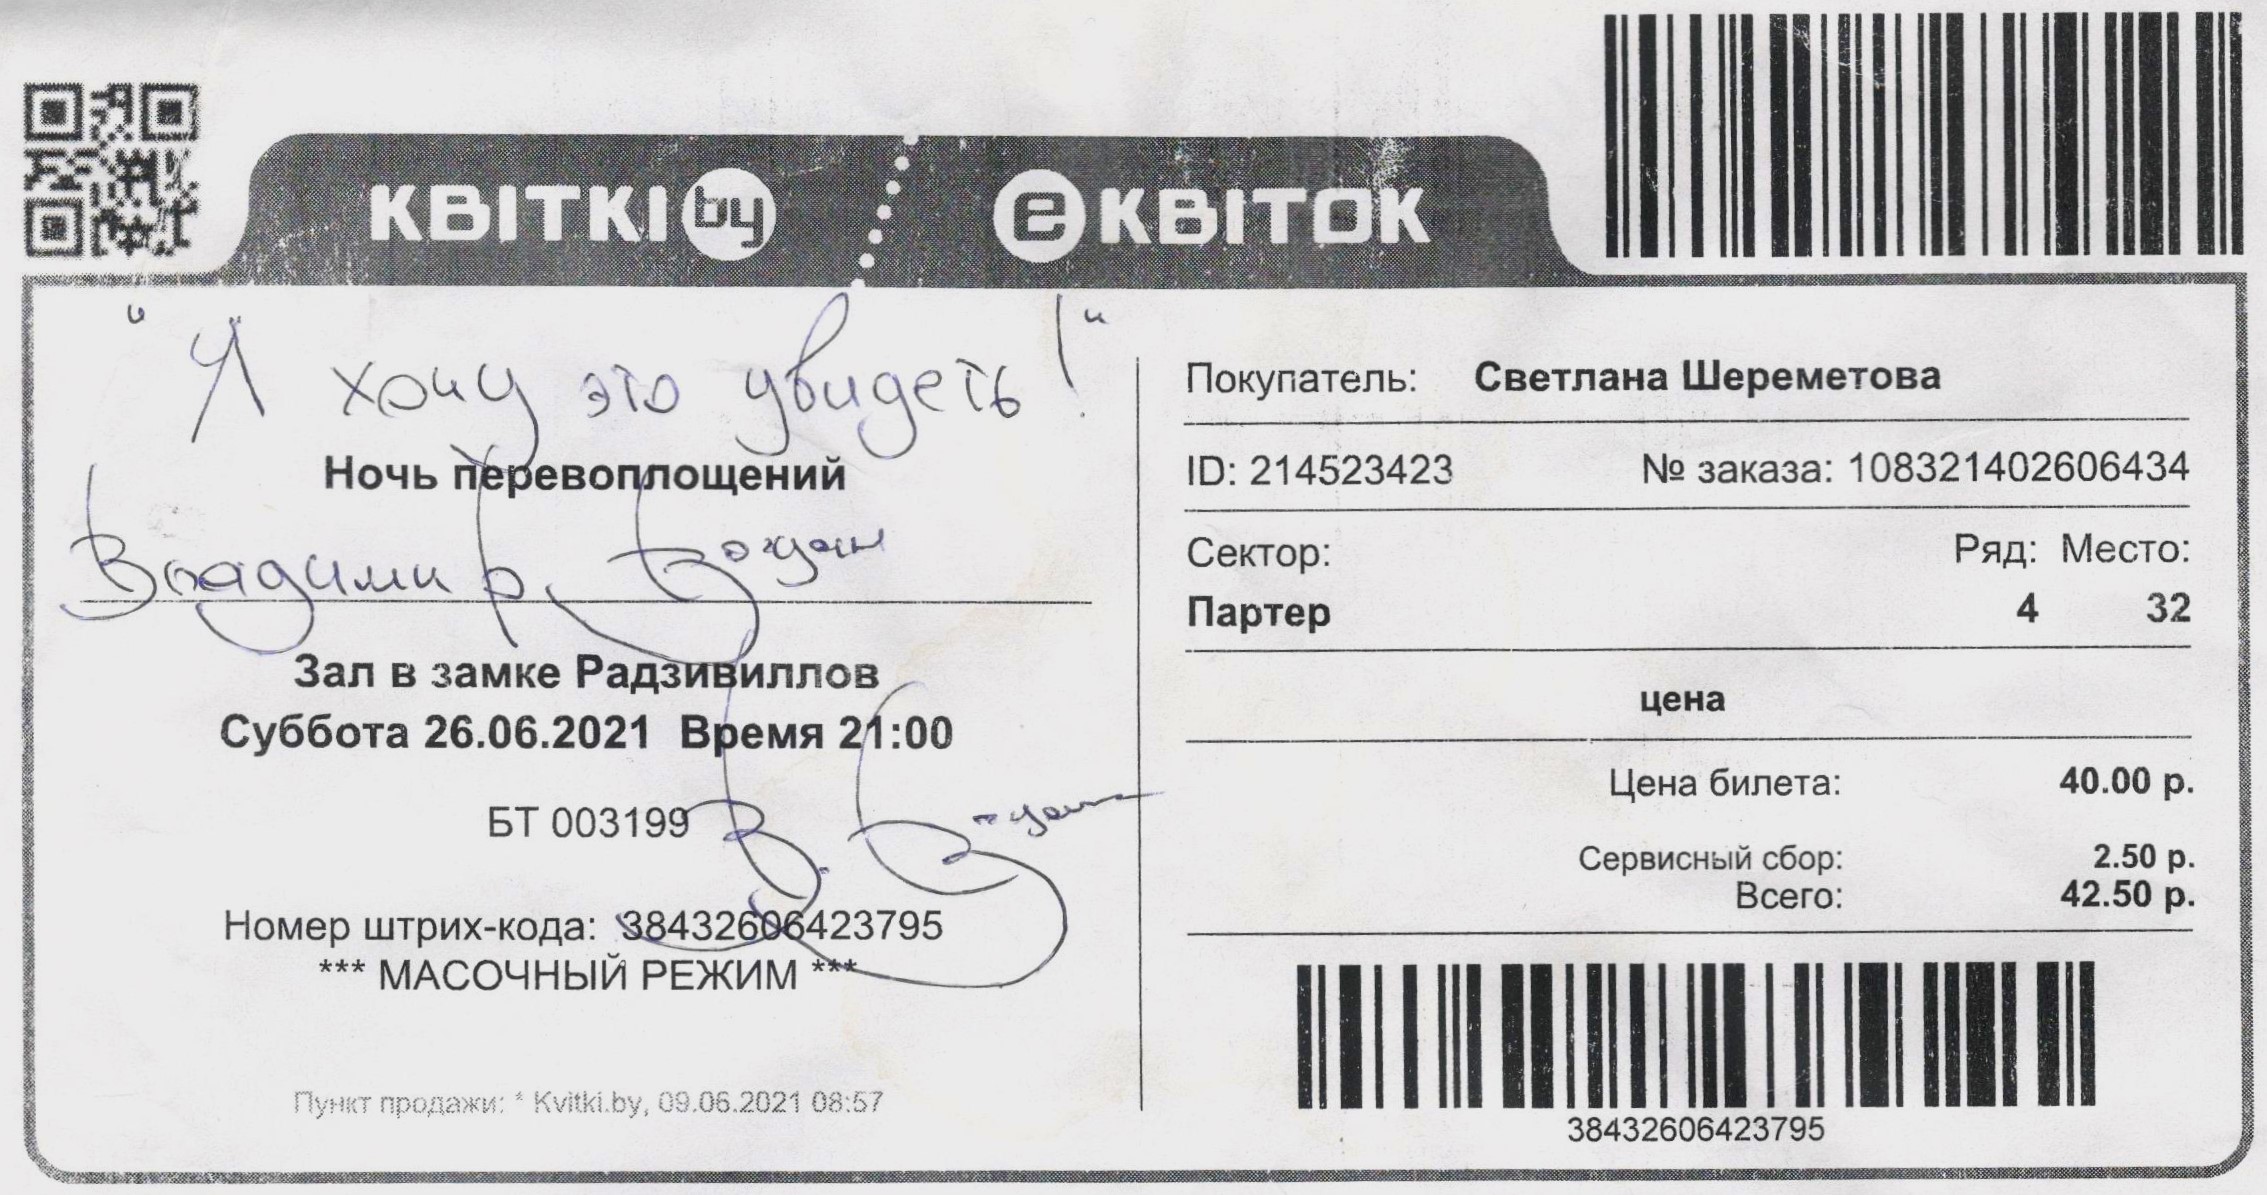 КВІТКІ by
e КВІТОК
"Я хочу это увидеть!"
Ночь перевоплощений
Владимир Богдан
Зал в замке Радзивиллов
Суббота 26.06.2021 Время 21:00
БТ 003199
В. Богдан
Номер штрих-кода: 38432606423795
*** МАСОЧНЫЙ РЕЖИМ ***
Пункт продажи: * Kvitki.by, 09.06.2021 08:57
Покупатель: Светлана Шереметова
ID: 214523423 № заказа: 108321402606434
Сектор: Ряд: Место:
Партер 4 32
цена
Цена билета: 40.00 р.
Сервисный сбор: 2.50 р.
Всего: 42.50 р.
38432606423795